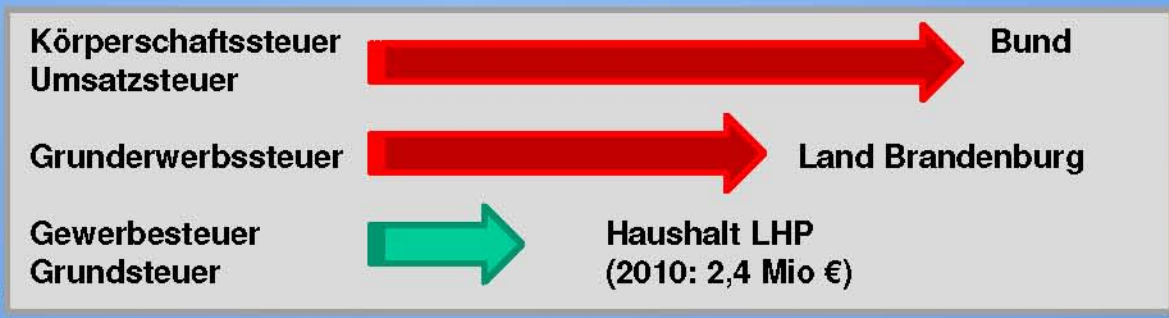 Körperschaftssteuer
Umsatzsteuer
Bund
Grunderwerbssteuer
Land Brandenburg
Gewerbesteuer
Grundsteuer
Haushalt LHP
(2010: 2,4 Mio €)